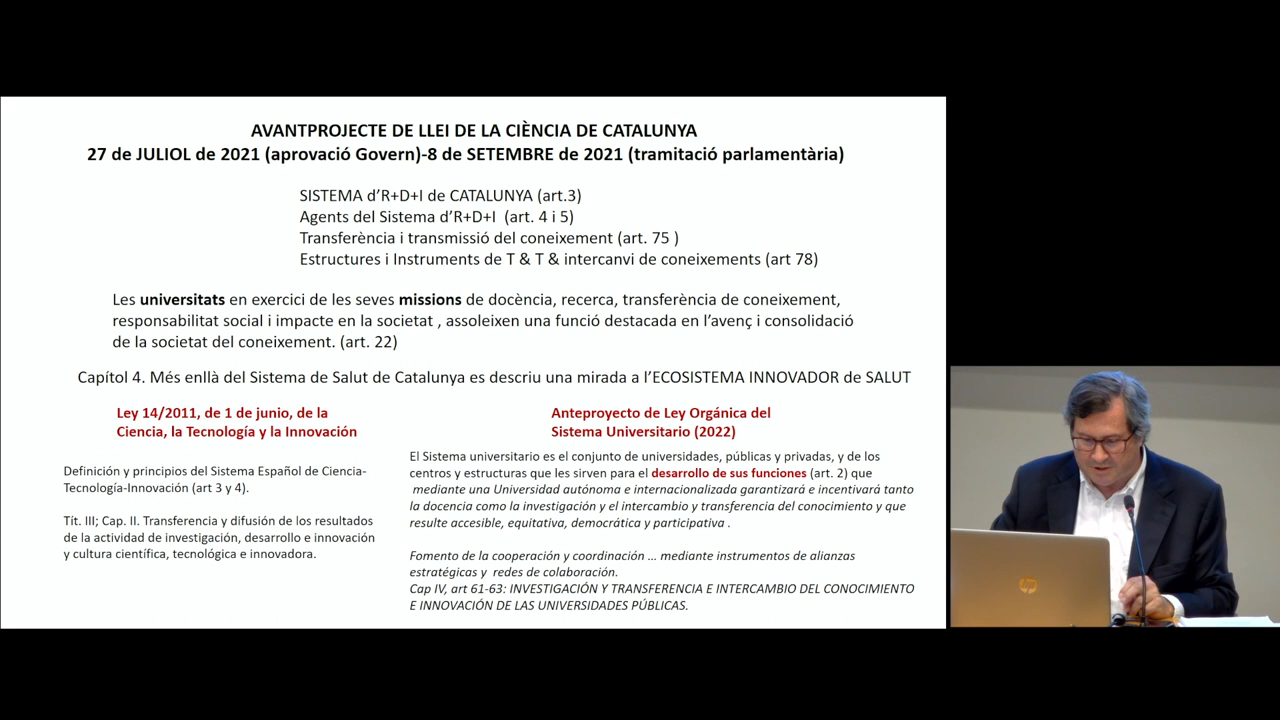 AVANTPROJECTE DE LLEI DE LA CIÈNCIA DE CATALUNYA
27 de JULIOL de 2021 (aprovació Govern)-8 de SETEMBRE de 2021 (tramitació parlamentària)
SISTEMA d’R+D+I de CATALUNYA (art.3)
Agents del Sistema d’R+D+I (art. 4 i 5)
Transferència i transmissió del coneixement (art. 75 )
Estructures i Instruments de T & T & intercanvi de coneixements (art 78)
Les universitats en exercici de les seves missions de docència, recerca, transferència de coneixement,
responsabilitat social i impacte en la societat , assoleixen una funció destacada en l’avenç i consolidació
de la societat del coneixement. (art. 22)
Capítol 4. Més enllà del Sistema de Salut de Catalunya es descriu una mirada a l’ECOSISTEMA INNOVADOR de SALUT
Ley 14/2011, de 1 de junio, de la
Ciencia, la Tecnología y la Innovación
Definición y principios del Sistema Español de Ciencia-
Tecnología-Innovación (art 3 y 4).
Tít. III; Cap. II. Transferencia y difusión de los resultados
de la actividad de investigación, desarrollo e innovación
y cultura científica, tecnológica e innovadora.
Anteproyecto de Ley Orgánica del
Sistema Universitario (2022)
El Sistema universitario es el conjunto de universidades, públicas y privadas, y de los
centros y estructuras que les sirven para el desarrollo de sus funciones (art. 2) que
mediante una Universidad autónoma e internacionalizada garantizará e incentivará tanto
la docencia como la investigación y el intercambio y transferencia del conocimiento y que
resulte accesible, equitativa, democrática y participativa .
Fomento de la cooperación y coordinación … mediante instrumentos de alianzas
estratégicas y redes de colaboración.
Cap IV, art 61-63: INVESTIGACIÓN Y TRANSFERENCIA E INTERCAMBIO DEL CONOCIMIENTO
E INNOVACIÓN DE LAS UNIVERSIDADES PÚBLICAS.
hp